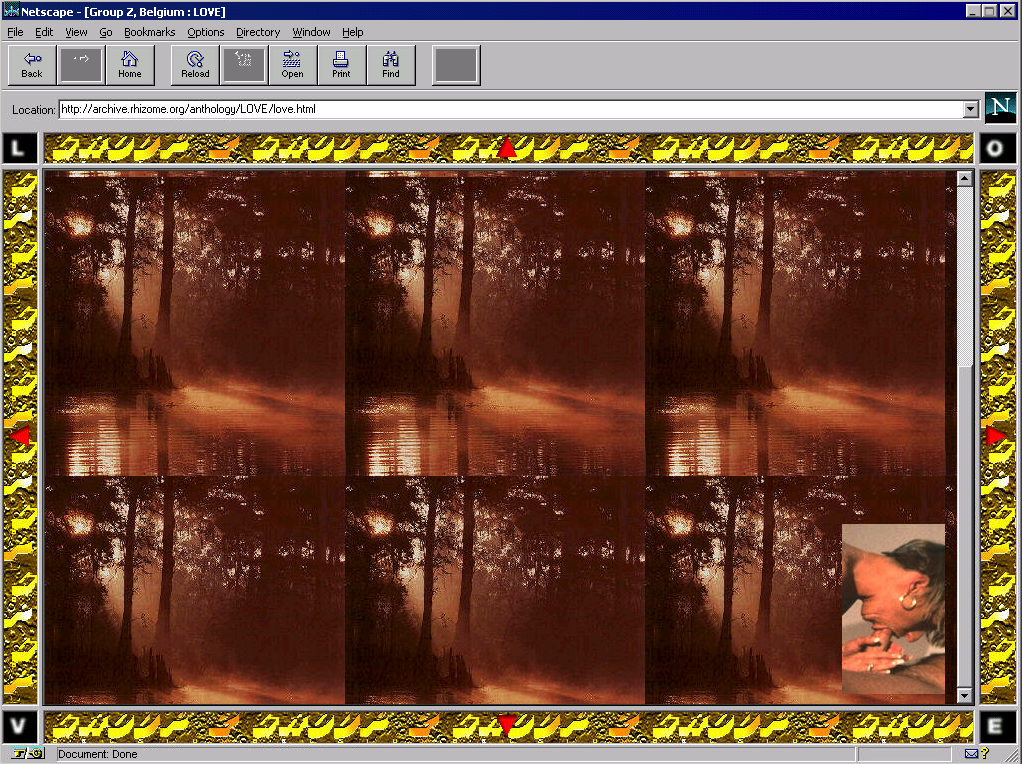 Netscape - [Group Z, Belgium : LOVE]
File Edit View Go Bookmarks Options Directory Window Help
Back Home Reload Open Print Find
Location: http://archive.rhizome.org/anthology/LOVE/love.html
N
L O
V E
Document: Done
?